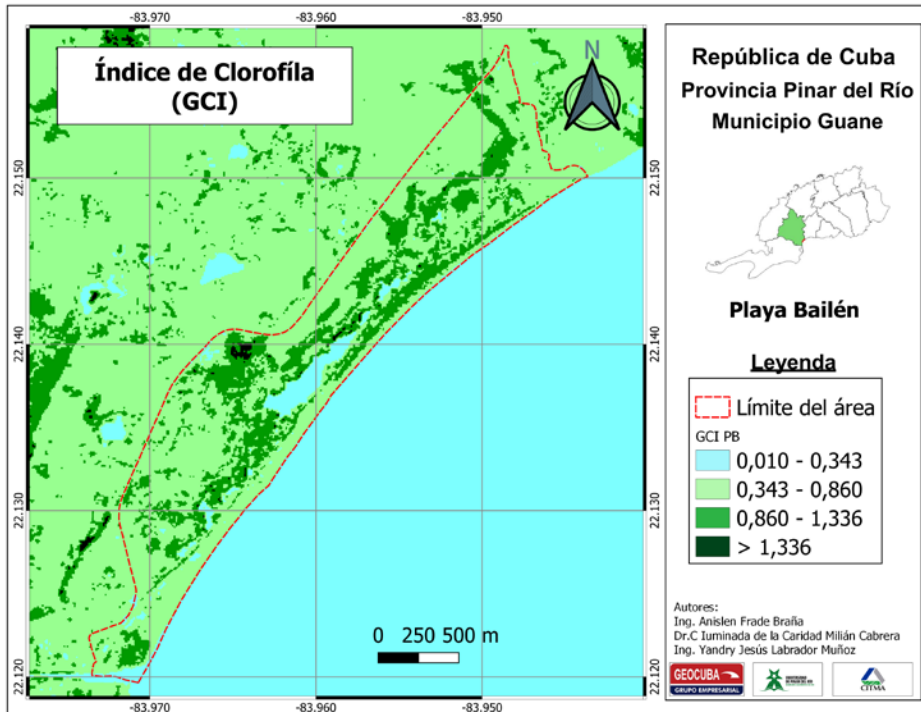 -83.970 -83.960 -83.950
Índice de Clorofíla
(GCI)
N
22.150
22.140
22.130
22.120
22.150
22.140
22.130
22.120
0 250 500 m
-83.970 -83.960 -83.950
República de Cuba
Provincia Pinar del Río
Municipio Guane
Playa Bailén
Leyenda
Límite del área
GCI PB
0,010 - 0,343
0,343 - 0,860
0,860 - 1,336
> 1,336
Autores:
Ing. Anislen Frade Braña
Dr.C Iuminada de la Caridad Milián Cabrera
Ing. Yandry Jesús Labrador Muñoz
GEOCUBA
GRUPO EMPRESARIAL
CITMA